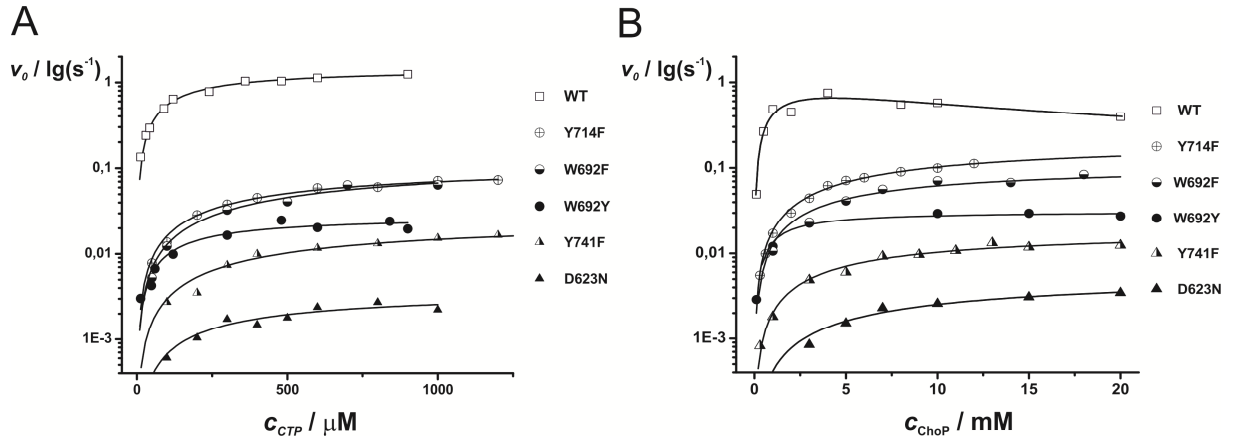 A
v₀ / lg(s⁻¹)
1
0,1
0,01
1E-3
0
500
1000
c_CTP / μM
WT
Y714F
W692F
W692Y
Y741F
D623N
B
v₀ / lg(s⁻¹)
1
0,1
0,01
1E-3
0
5
10
15
20
c_ChoP / mM
WT
Y714F
W692F
W692Y
Y741F
D623N